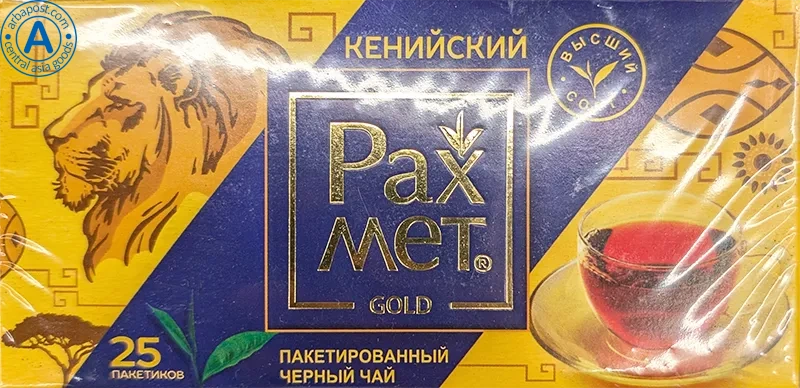 arbapost.com
A
central asia goods
КЕНИЙСКИЙ
ВЫСШИЙ
СОРТ
Рах
мет®
GOLD
25
ПАКЕТИКОВ
ПАКЕТИРОВАННЫЙ
ЧЕРНЫЙ ЧАЙ